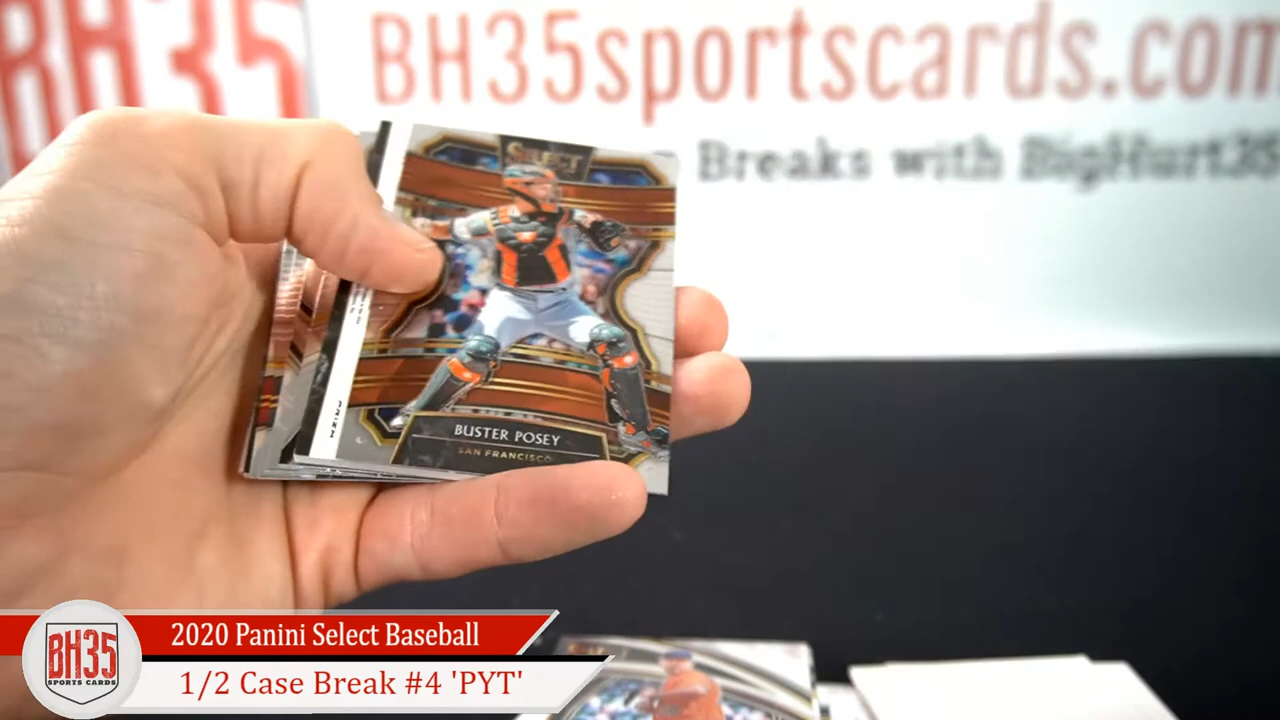 BH35
BH35sportscards.com
Breaks with BigHurt35
SELECT
BUSTER POSEY
SAN FRANCISCO
2020 Panini Select Baseball
1/2 Case Break #4 'PYT'
BH35
SPORTS CARDS